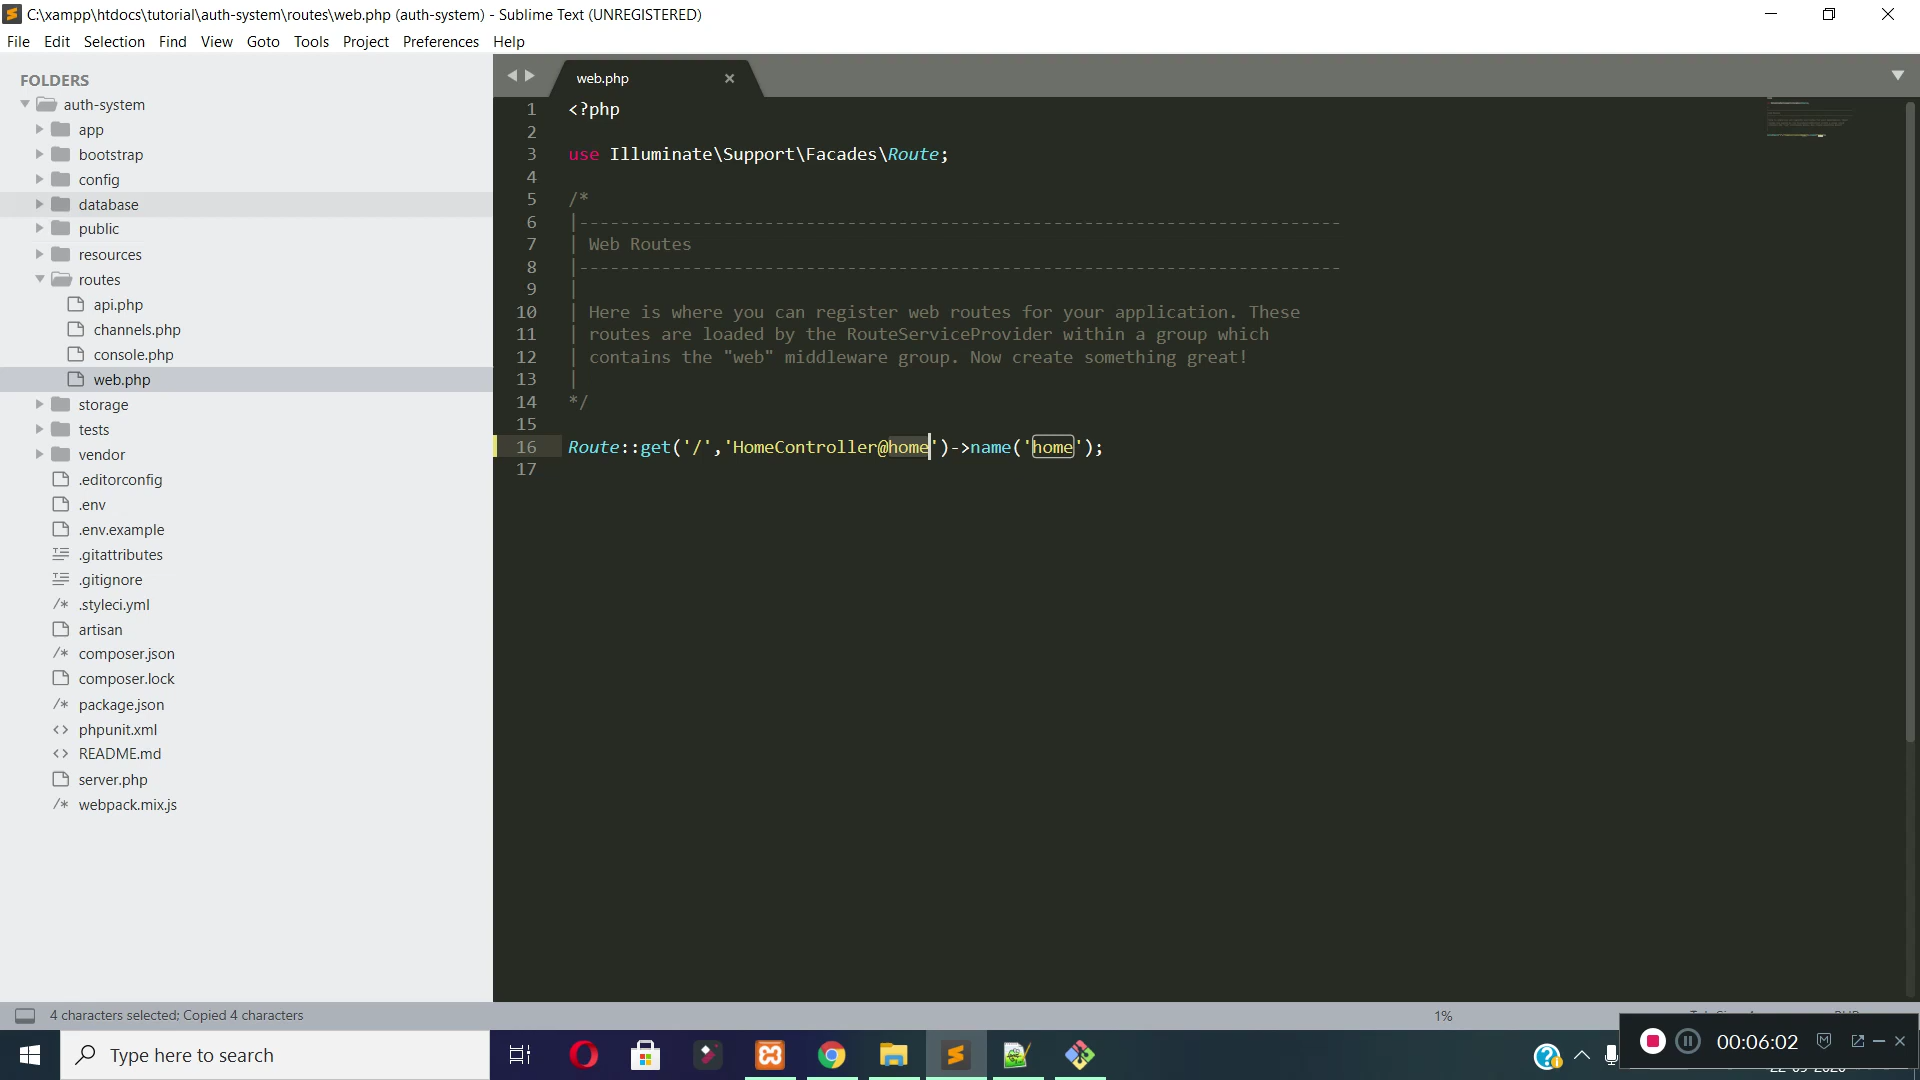 C:\xampp\htdocs\tutorial\auth-system\routes\web.php (auth-system) - Sublime Text (UNREGISTERED)
File Edit Selection Find View Goto Tools Project Preferences Help
FOLDERS
auth-system
app
bootstrap
config
database
public
resources
routes
api.php
channels.php
console.php
web.php
storage
tests
vendor
.editorconfig
.env
.env.example
.gitattributes
.gitignore
/* .styleci.yml
artisan
/* composer.json
composer.lock
/* package.json
<> phpunit.xml
<> README.md
server.php
/* webpack.mix.js
web.php
1 <?php
2
3 use Illuminate\Support\Facades\Route;
4
5 /*
6 |--------------------------------------------------------------------------
7 | Web Routes
8 |--------------------------------------------------------------------------
9 |
10 | Here is where you can register web routes for your application. These
11 | routes are loaded by the RouteServiceProvider within a group which
12 | contains the "web" middleware group. Now create something great!
13 |
14 */
15
16 Route::get('/','HomeController@home')->name('home');
17
4 characters selected; Copied 4 characters
1%
Type here to search
00:06:02